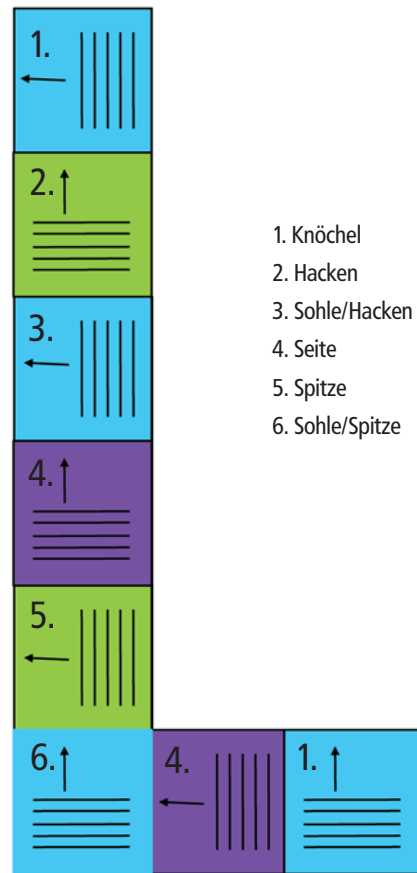 1.
2.
3.
4.
5.
6. 4. 1.
1. Knöchel
2. Hacken
3. Sohle/Hacken
4. Seite
5. Spitze
6. Sohle/Spitze